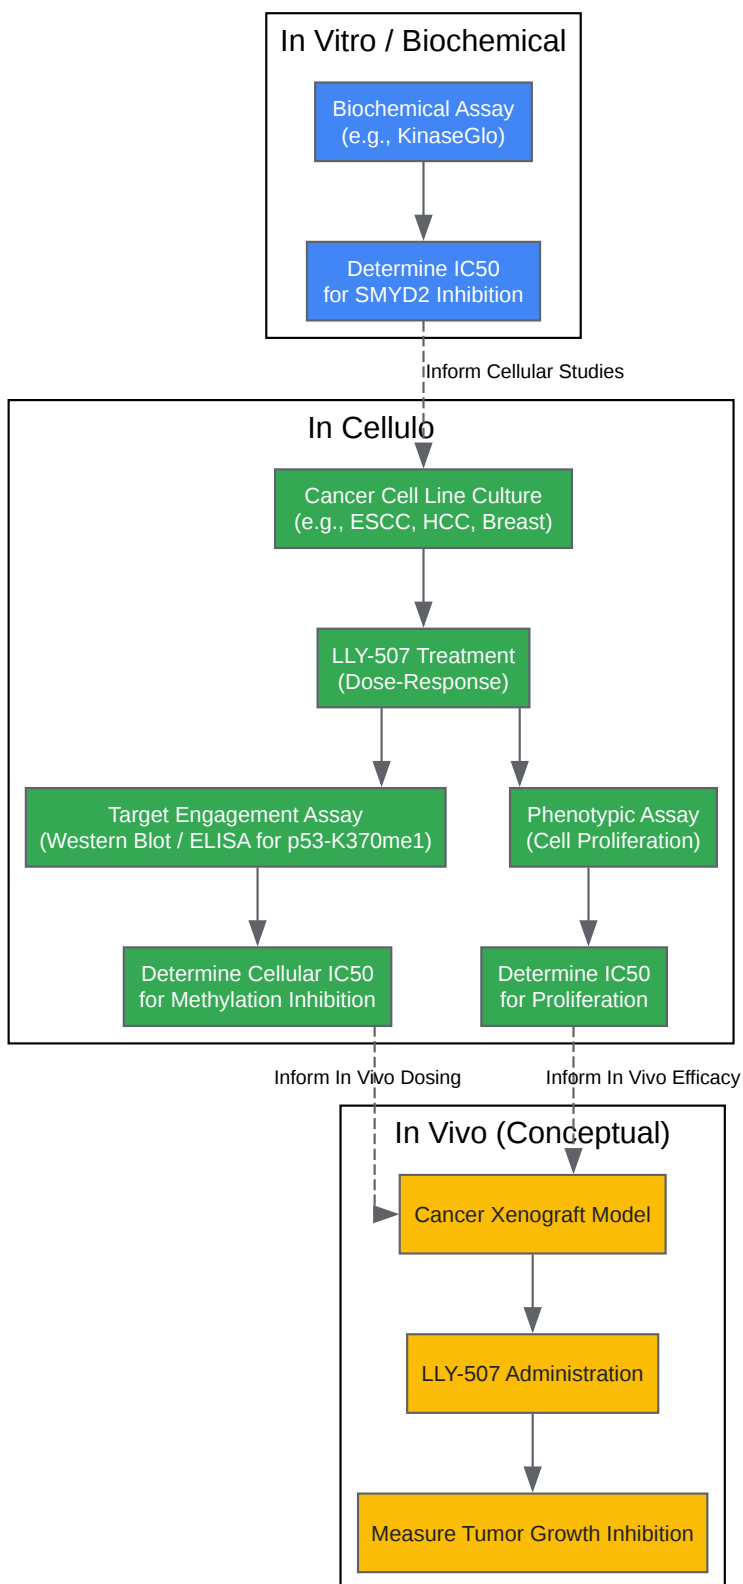 In Vitro / Biochemical
Biochemical Assay
(e.g., KinaseGlo)
Determine IC50
for SMYD2 Inhibition
Inform Cellular Studies
In Cellulo
Cancer Cell Line Culture
(e.g., ESCC, HCC, Breast)
LLY-507 Treatment
(Dose-Response)
Target Engagement Assay
(Western Blot / ELISA for p53-K370me1)
Phenotypic Assay
(Cell Proliferation)
Determine Cellular IC50
for Methylation Inhibition
Determine IC50
for Proliferation
Inform In Vivo Dosing
Inform In Vivo Efficacy
In Vivo (Conceptual)
Cancer Xenograft Model
LLY-507 Administration
Measure Tumor Growth Inhibition